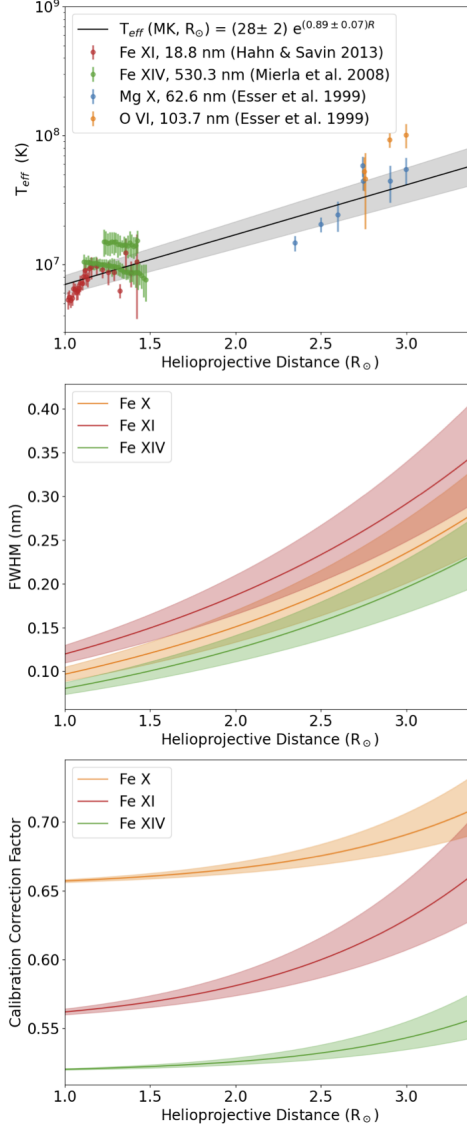 10⁹
T_eff (MK, R_⊙) = (28± 2) e^(0.89±0.07)R
Fe XI, 18.8 nm (Hahn & Savin 2013)
Fe XIV, 530.3 nm (Mierla et al. 2008)
Mg X, 62.6 nm (Esser et al. 1999)
O VI, 103.7 nm (Esser et al. 1999)
10⁸
10⁷
T_eff (K)
1.0 1.5 2.0 2.5 3.0
Helioprojective Distance (R_⊙)
Fe X
Fe XI
Fe XIV
0.40
0.35
0.30
0.25
0.20
0.15
0.10
FWHM (nm)
1.0 1.5 2.0 2.5 3.0
Helioprojective Distance (R_⊙)
Fe X
Fe XI
Fe XIV
0.70
0.65
0.60
0.55
Calibration Correction Factor
1.0 1.5 2.0 2.5 3.0
Helioprojective Distance (R_⊙)